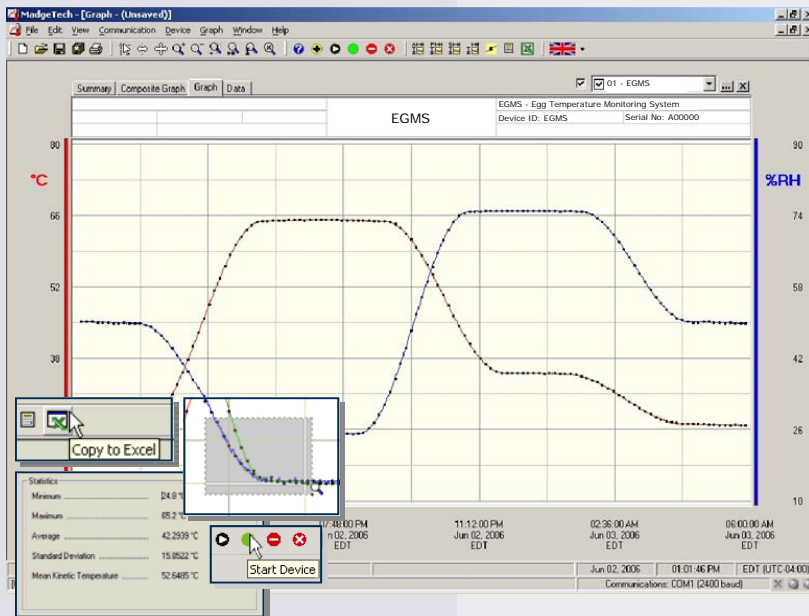 MadgeTech - [Graph - (Unsaved)]
File Edit View Communication Device Graph Window Help
Summary Composite Graph Graph Data
01 - EGMS
EGMS
EGMS - Egg Temperature Monitoring System
Device ID: EGMS Serial No: A00000
80
90
°C
%RH
66
74
52
58
38
42
26
10
Copy to Excel
Statistics
Minimum 24.8 °
Maximum 65.2 °C
Average 42.2939 °C
Standard Deviation 15.8522 °C
Mean Kinetic Temperature 52.6485 °C
Start Device
07:48:00 PM 11:12:00 PM 02:36:00 AM 06:00:00 AM
n 02, 2006 Jun 02, 2006 Jun 03, 2006 Jun 03, 2006
EDT EDT EDT EDT
Jun 02, 2006 01:01:46 PM EDT (UTC-04:00)
Communications: COM1 (2400 baud)